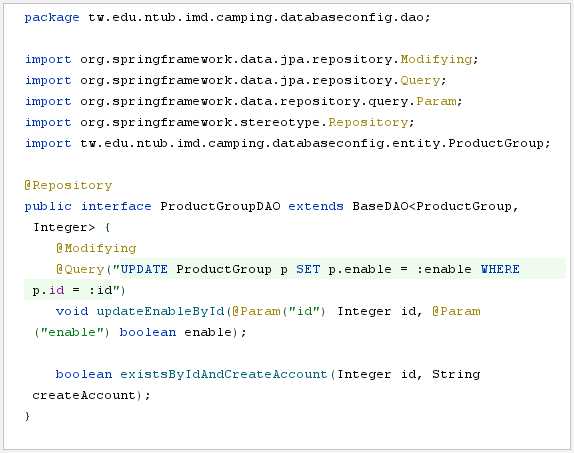 package tw.edu.ntub.imd.camping.databaseconfig.dao;
import org.springframework.data.jpa.repository.Modifying;
import org.springframework.data.jpa.repository.Query;
import org.springframework.data.repository.query.Param;
import org.springframework.stereotype.Repository;
import tw.edu.ntub.imd.camping.databaseconfig.entity.ProductGroup;
@Repository
public interface ProductGroupDAO extends BaseDAO<ProductGroup,
Integer> {
@Modifying
@Query("UPDATE ProductGroup p SET p.enable = :enable WHERE
p.id = :id")
void updateEnableById(@Param("id") Integer id, @Param
("enable") boolean enable);
boolean existsByIdAndCreateAccount(Integer id, String
createAccount);
}